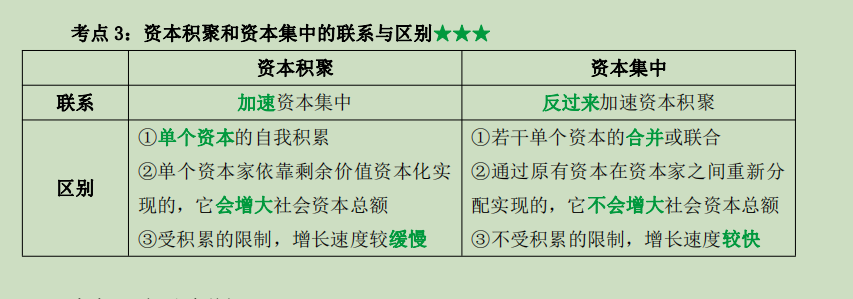 考点 3：资本积聚和资本集中的联系与区别★★★
资本积聚 资本集中
联系 加速资本集中 反过来加速资本积聚
区别
①单个资本的自我积累
②单个资本家依靠剩余价值资本化实
现的，它会增大社会资本总额
③受积累的限制，增长速度较缓慢
①若干单个资本的合并或联合
②通过原有资本在资本家之间重新分
配实现的，它不会增大社会资本总额
③不受积累的限制，增长速度较快